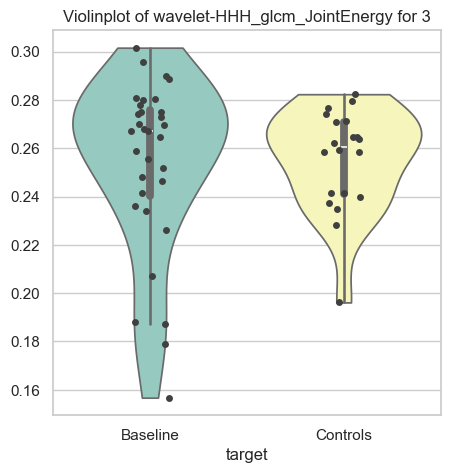 Violinplot of wavelet-HHH_glcm_JointEnergy for 3
0.30
0.28
0.26
0.24
0.22
0.20
0.18
0.16
Baseline Controls
target